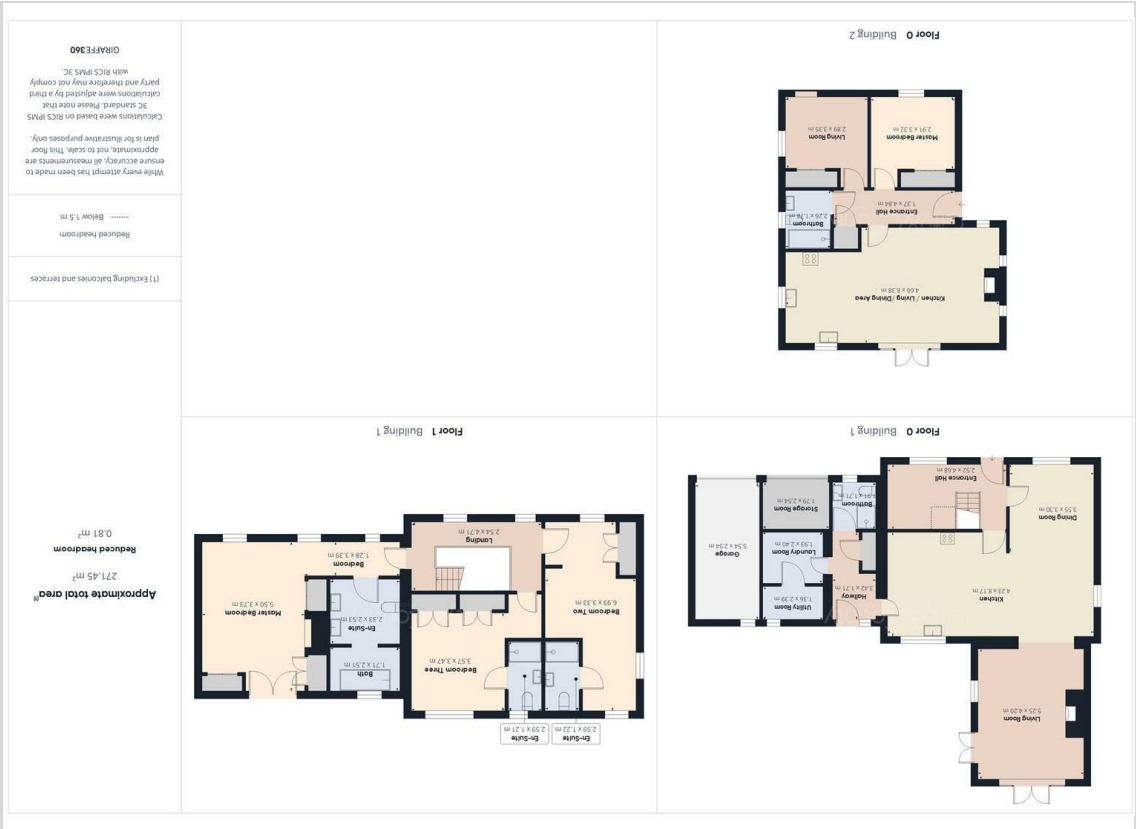 Living Room
5.25 x 4.20 m
Kitchen
4.23 x 8.17 m
Dining Room
3.55 x 3.30 m
Entrance Hall
2.52 x 4.68 m
Hallway
3.42 x 1.71 m
Utility Room
1.36 x 2.39 m
Laundry Room
1.93 x 2.40 m
Bathroom
x 1.71 m
Storage Room
1.79 x 2.54 m
Garage
5.54 x 2.54 m
Floor 0 Building 1
En-Suite
2.59 x 1.22 m
En-Suite
2.59 x 1.21 m
Bedroom Two
6.93 x 3.33 m
Bedroom Three
3.57 x 3.47 m
Landing
2.54 x 4.71 m
Bath
1.71 x 2.51 m
En-Suite
2.33 x 2.53 m
Master Bedroom
5.50 x 3.73 m
Bedroom
1.28 x 3.39 m
Floor 1 Building 1
Kitchen / Living /Dining Area
4.60 x 8.38 m
Entrance Hall
1.37 x 4.84 m
Bathroom
2.26 x m
Master Bedroom
2.91 x 3.32 m
Living Room
2.89 x 3.35 m
Floor 0 Building 2
Approximate total area(1)
271.45 m²
Reduced headroom
0.81 m²
(1) Excluding balconies and terraces
Reduced headroom
Below 1.5 m
While every attempt has been made to
ensure accuracy, all measurements are
approximate, not to scale. This floor
plan is for illustrative purposes only.
Calculations were based on RICS IPMS
3C standard. Please note that
calculations were adjusted by a third
party and therefore may not comply
with RICS IPMS 3C.
GIRAFFE360